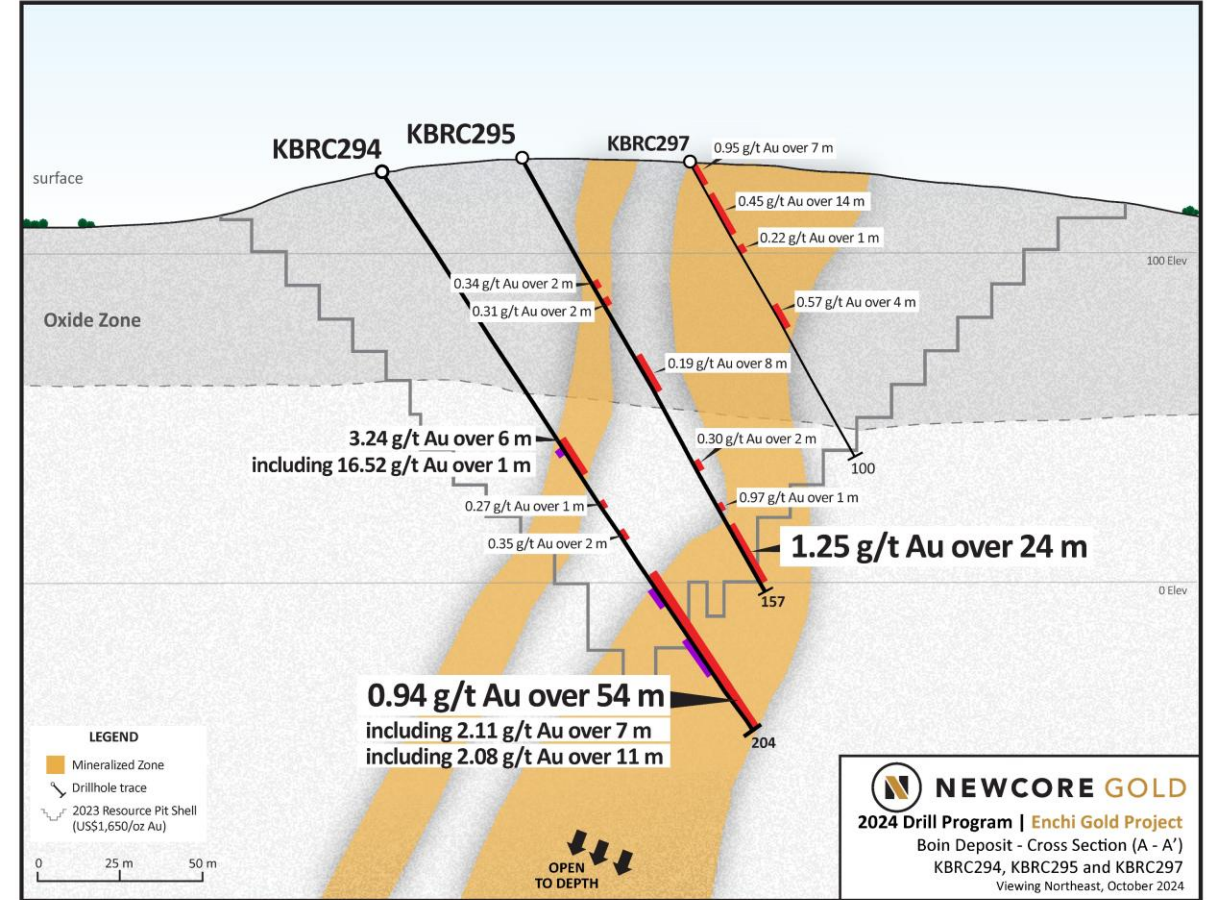 KBRC294
KBRC295
KBRC297
0.95 g/t Au over 7 m
surface
0.45 g/t Au over 14 m
0.22 g/t Au over 1 m
100 Elev
0.34 g/t Au over 2 m
0.31 g/t Au over 2 m
0.57 g/t Au over 4 m
Oxide Zone
0.19 g/t Au over 8 m
3.24 g/t Au over 6 m
including 16.52 g/t Au over 1 m
0.30 g/t Au over 2 m
100
0.27 g/t Au over 1 m
0.97 g/t Au over 1 m
0.35 g/t Au over 2 m
1.25 g/t Au over 24 m
157
0 Elev
0.94 g/t Au over 54 m
including 2.11 g/t Au over 7 m
including 2.08 g/t Au over 11 m
204
LEGEND
Mineralized Zone
Drillhole trace
2023 Resource Pit Shell
(US$1,650/oz Au)
0 25 m 50 m
OPEN
TO DEPTH
N NEWCORE GOLD
2024 Drill Program | Enchi Gold Project
Boin Deposit - Cross Section (A - A')
KBRC294, KBRC295 and KBRC297
Viewing Northeast, October 2024